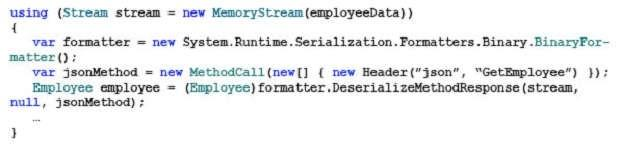 using (Stream stream = new MemoryStream(employeeData))
{
var formatter = new System.Runtime.Serialization.Formatters.Binary.BinaryFor-
matter();
var jsonMethod = new MethodCall(new[] { new Header(”json”, “GetEmployee”) });
Employee employee = (Employee)formatter.DeserializeMethodResponse(stream,
null, jsonMethod);
…
}